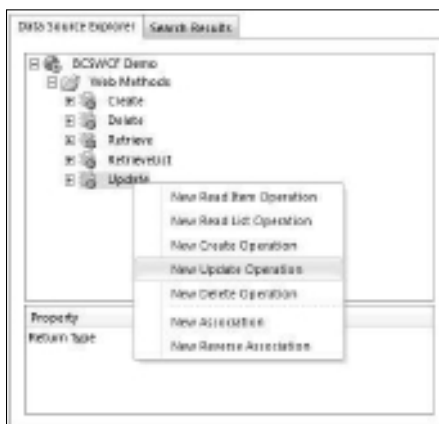 Data Source Explorer Search Results
BCSWCF Demo
Web Methods
Create
Delete
Retrieve
RetrieveList
Update
New Read Item Operation
New Read List Operation
New Create Operation
New Update Operation
New Delete Operation
New Association
New Reverse Association
Property
Return Type